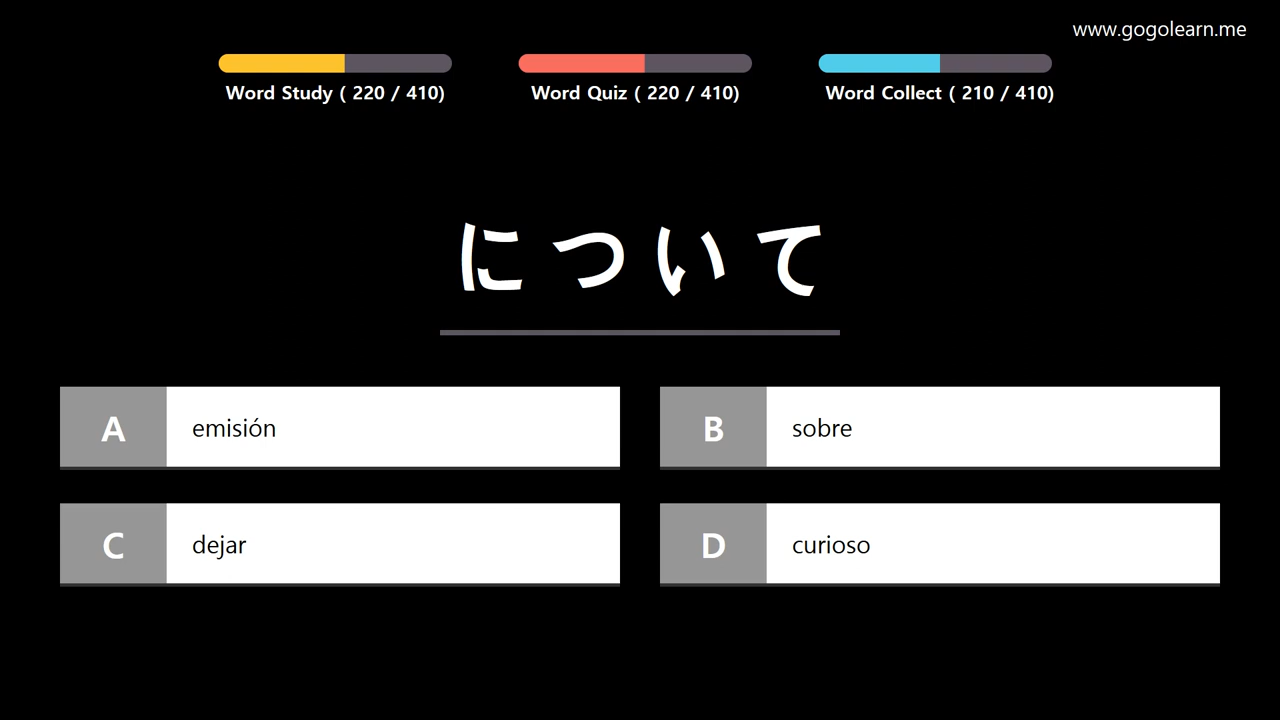 www.gogolearn.me
Word Study ( 220 / 410)
Word Quiz ( 220 / 410)
Word Collect ( 210 / 410)
について
A
emisión
B
sobre
C
dejar
D
curioso